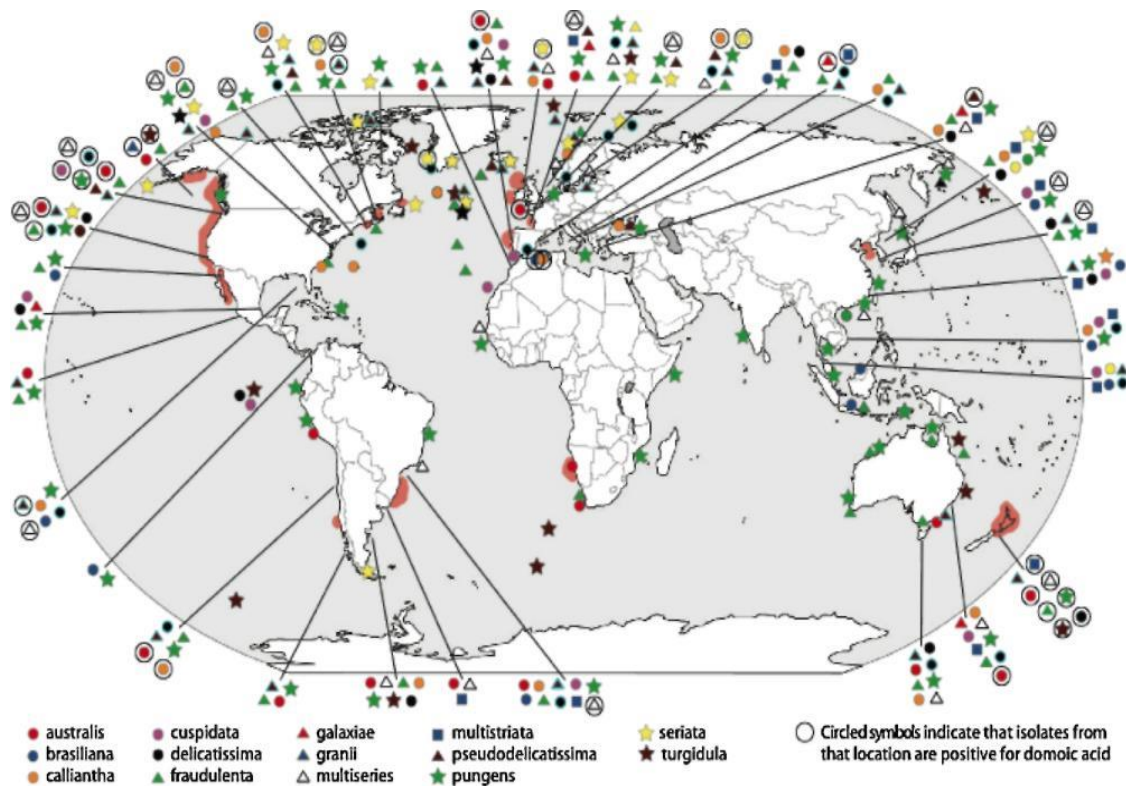 australis cuspidata galaxiae multistriata seriata Circled symbols indicate that isolates from
brasiliana delicatissima granii pseudodelicatissima turgidula that location are positive for domoic acid
calliantha fraudulenta multiseries pungens